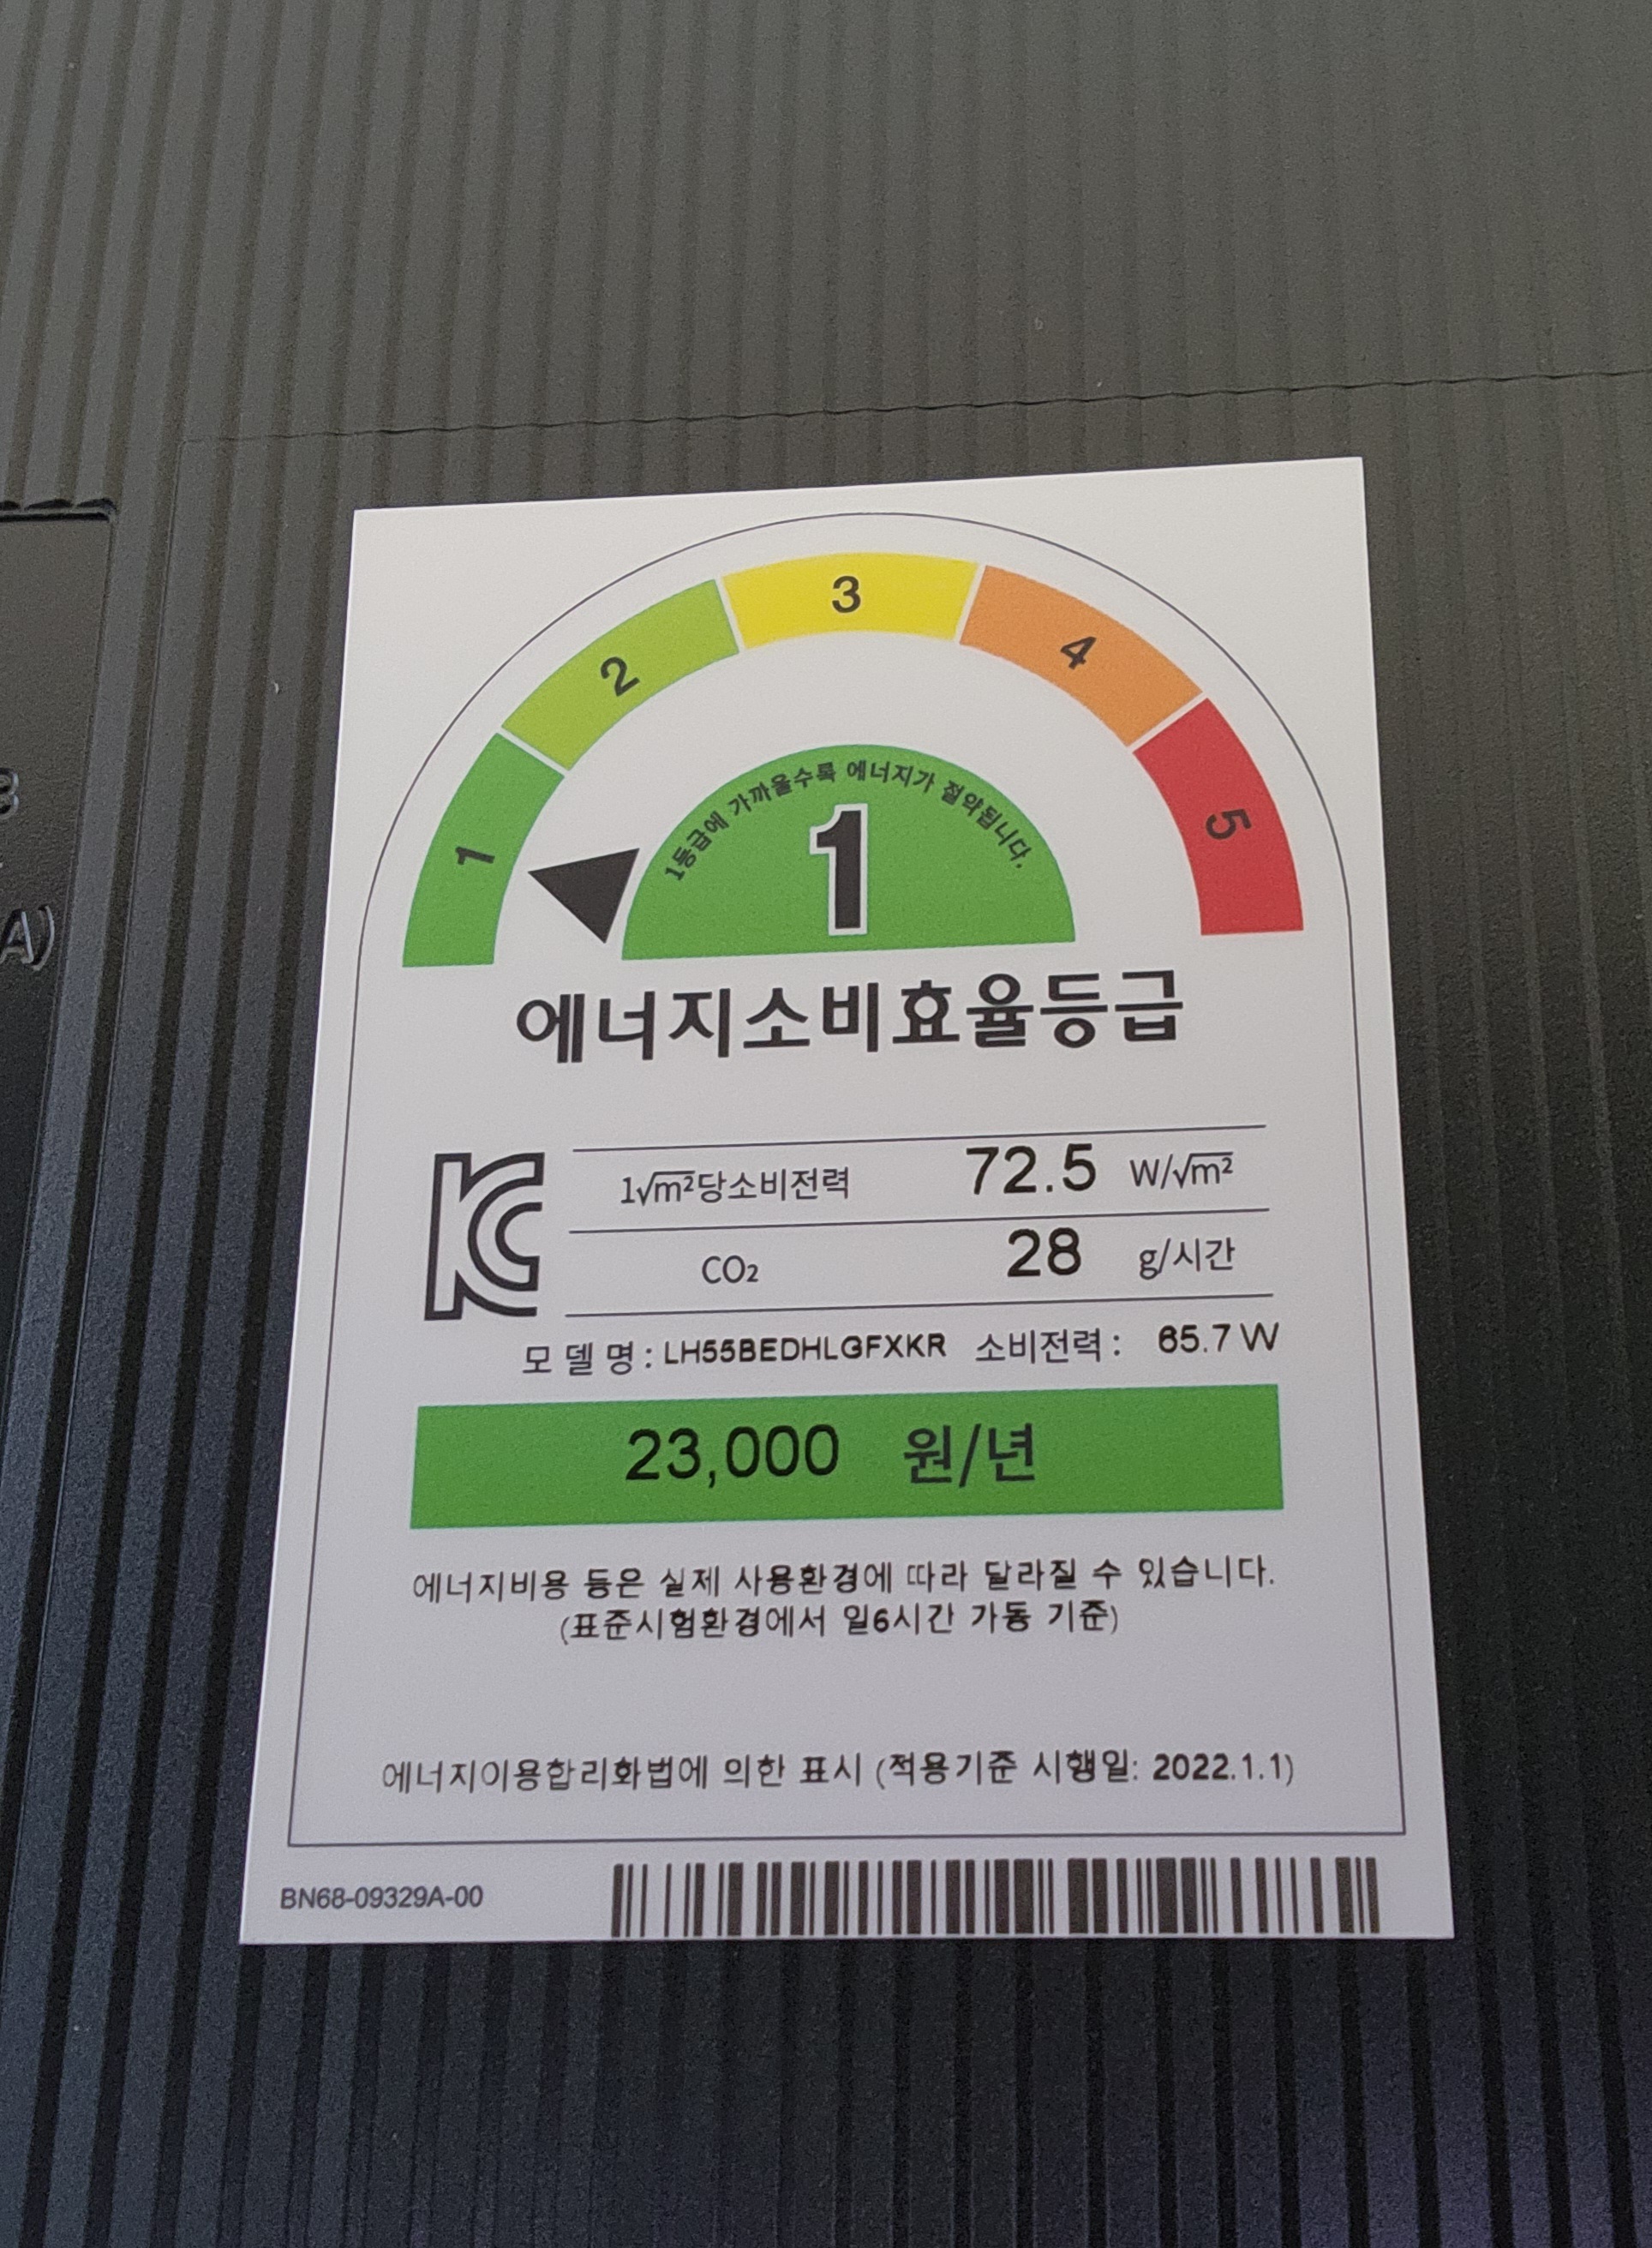 3
A)
1
2
3
4
5
1등급에 가까울수록 에너지가 절약됩니다.
1
에너지소비효율등급
KC
1√m²당소비전력 72.5 W/√m²
CO₂ 28 g/시간
모 델 명 : LH55BEDHLGFXKR 소비전력 : 65.7 W
23,000 원/년
에너지비용 등은 실제 사용환경에 따라 달라질 수 있습니다.
(표준시험환경에서 일6시간 가동 기준)
에너지이용합리화법에 의한 표시 (적용기준 시행일: 2022.1.1)
BN68-09329A-00